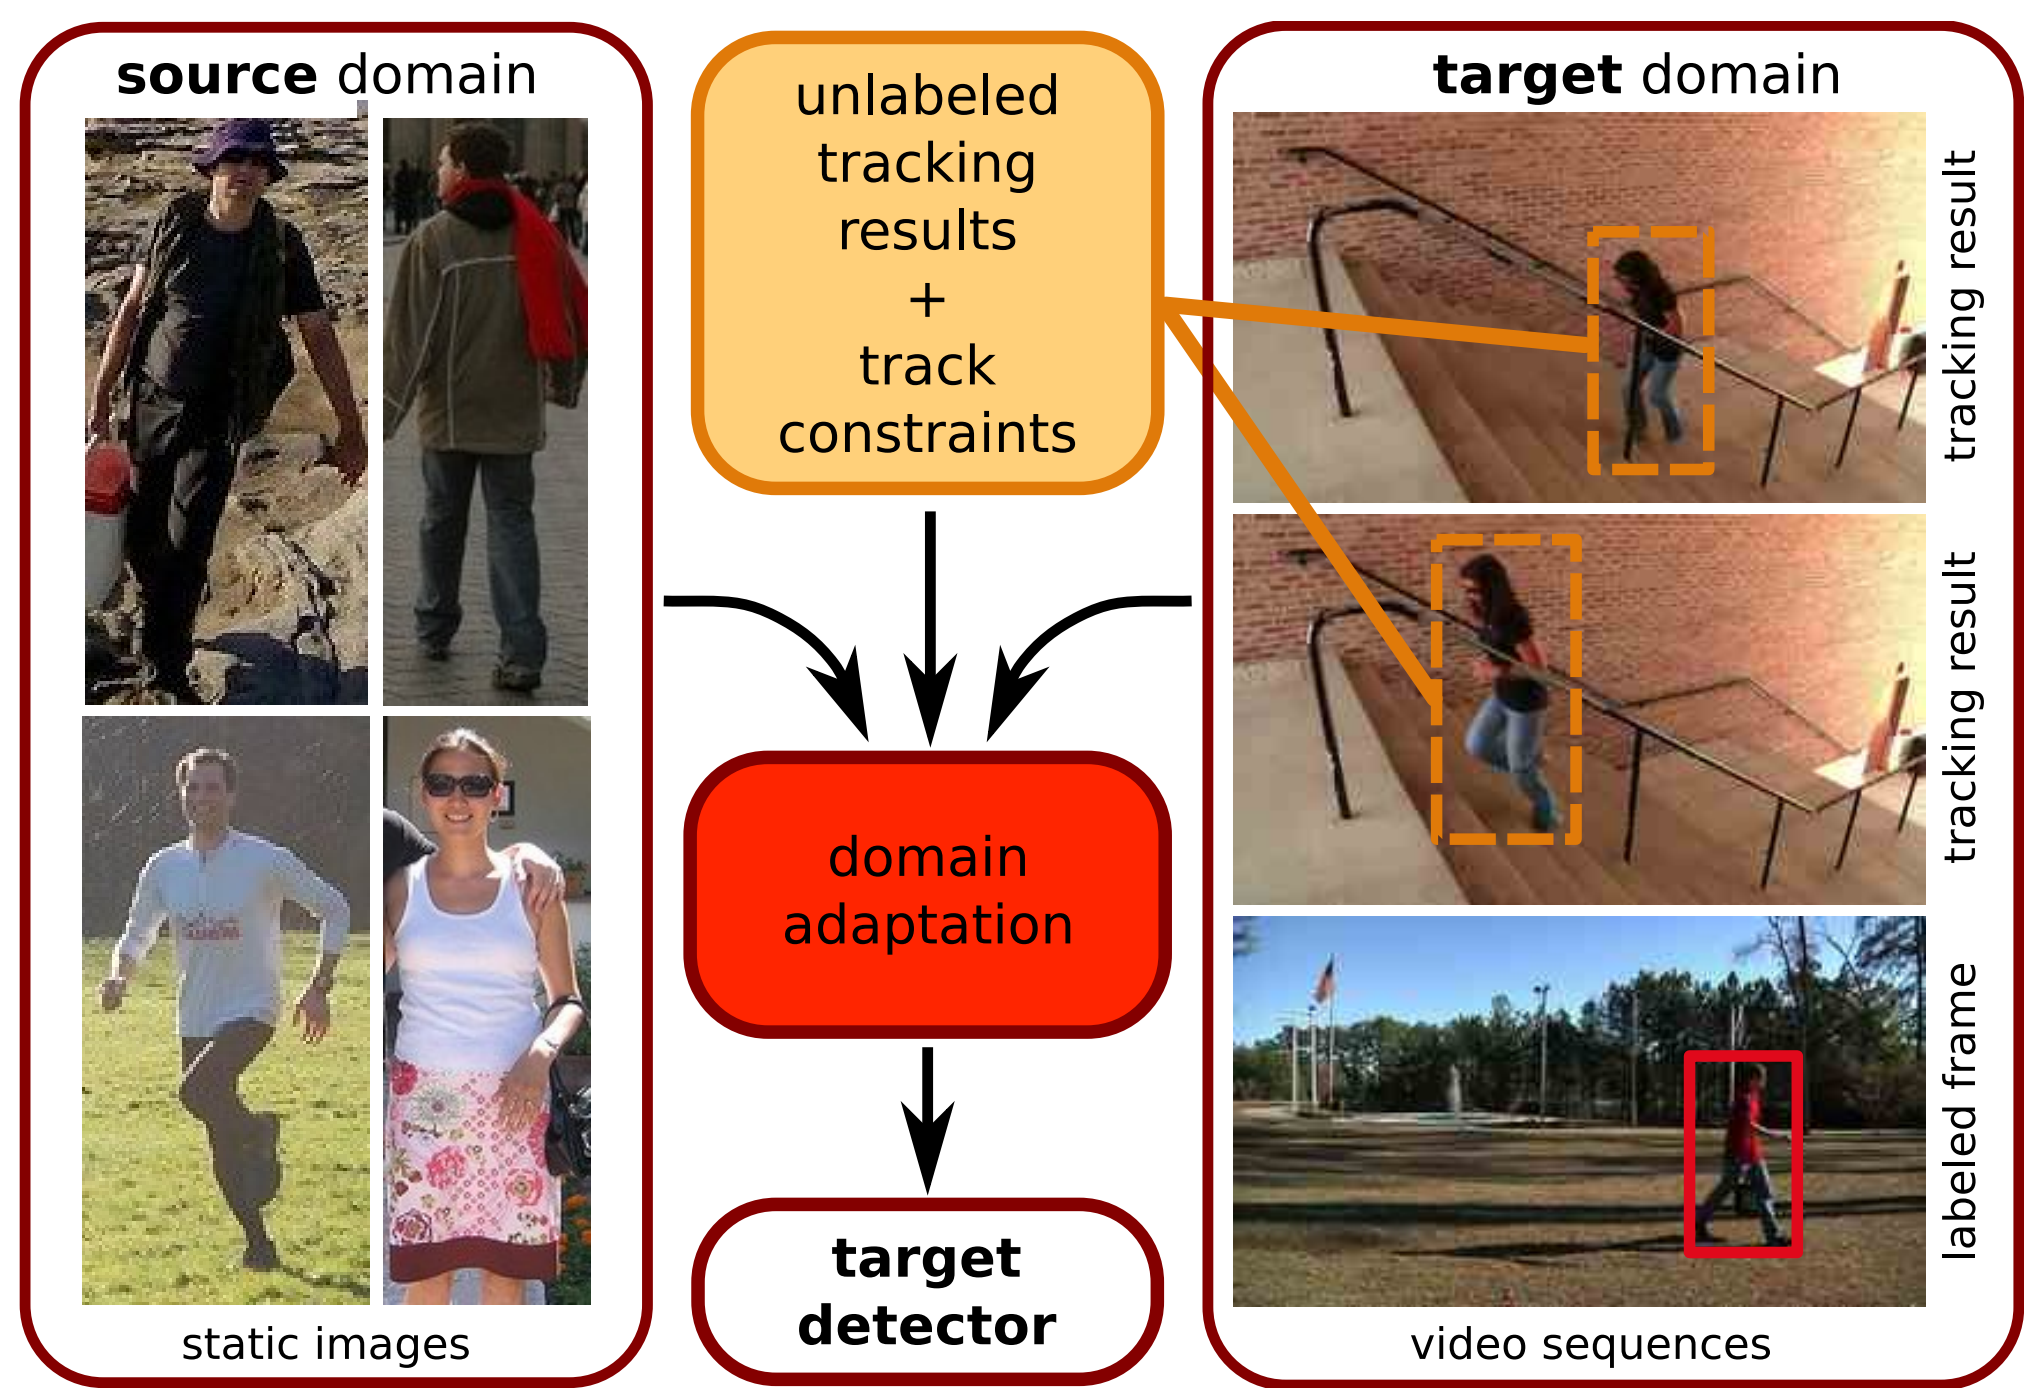 source domain
static images
unlabeled
tracking
results
+
track
constraints
domain
adaptation
target
detector
target domain
tracking result
tracking result
labeled frame
video sequences